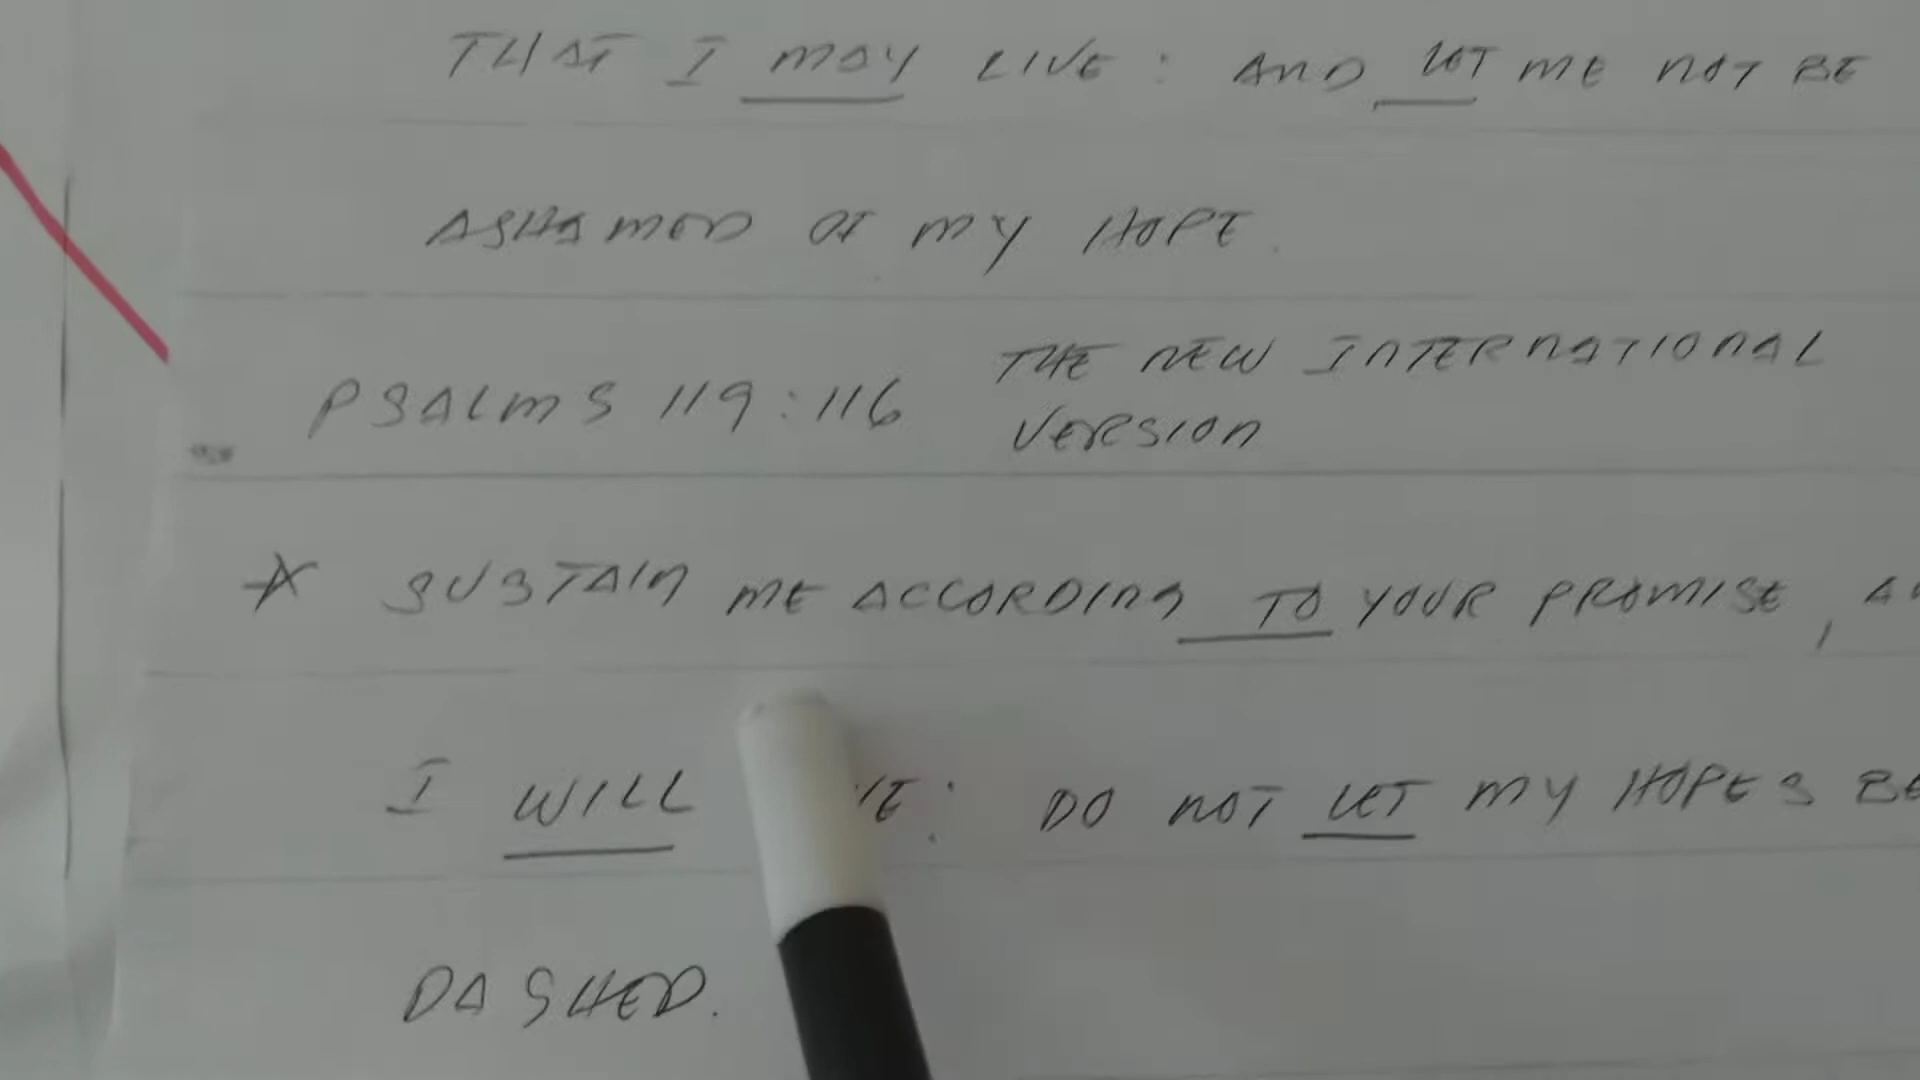 THAT I MAY LIVE : AND LET ME NOT BE
ASHAMED OF MY HOPE.
PSALMS 119:116 THE NEW INTERNATIONAL
VERSION
* SUSTAIN ME ACCORDING TO YOUR PROMISE,
I WILL : DO NOT LET MY HOPES BE
DASHED.